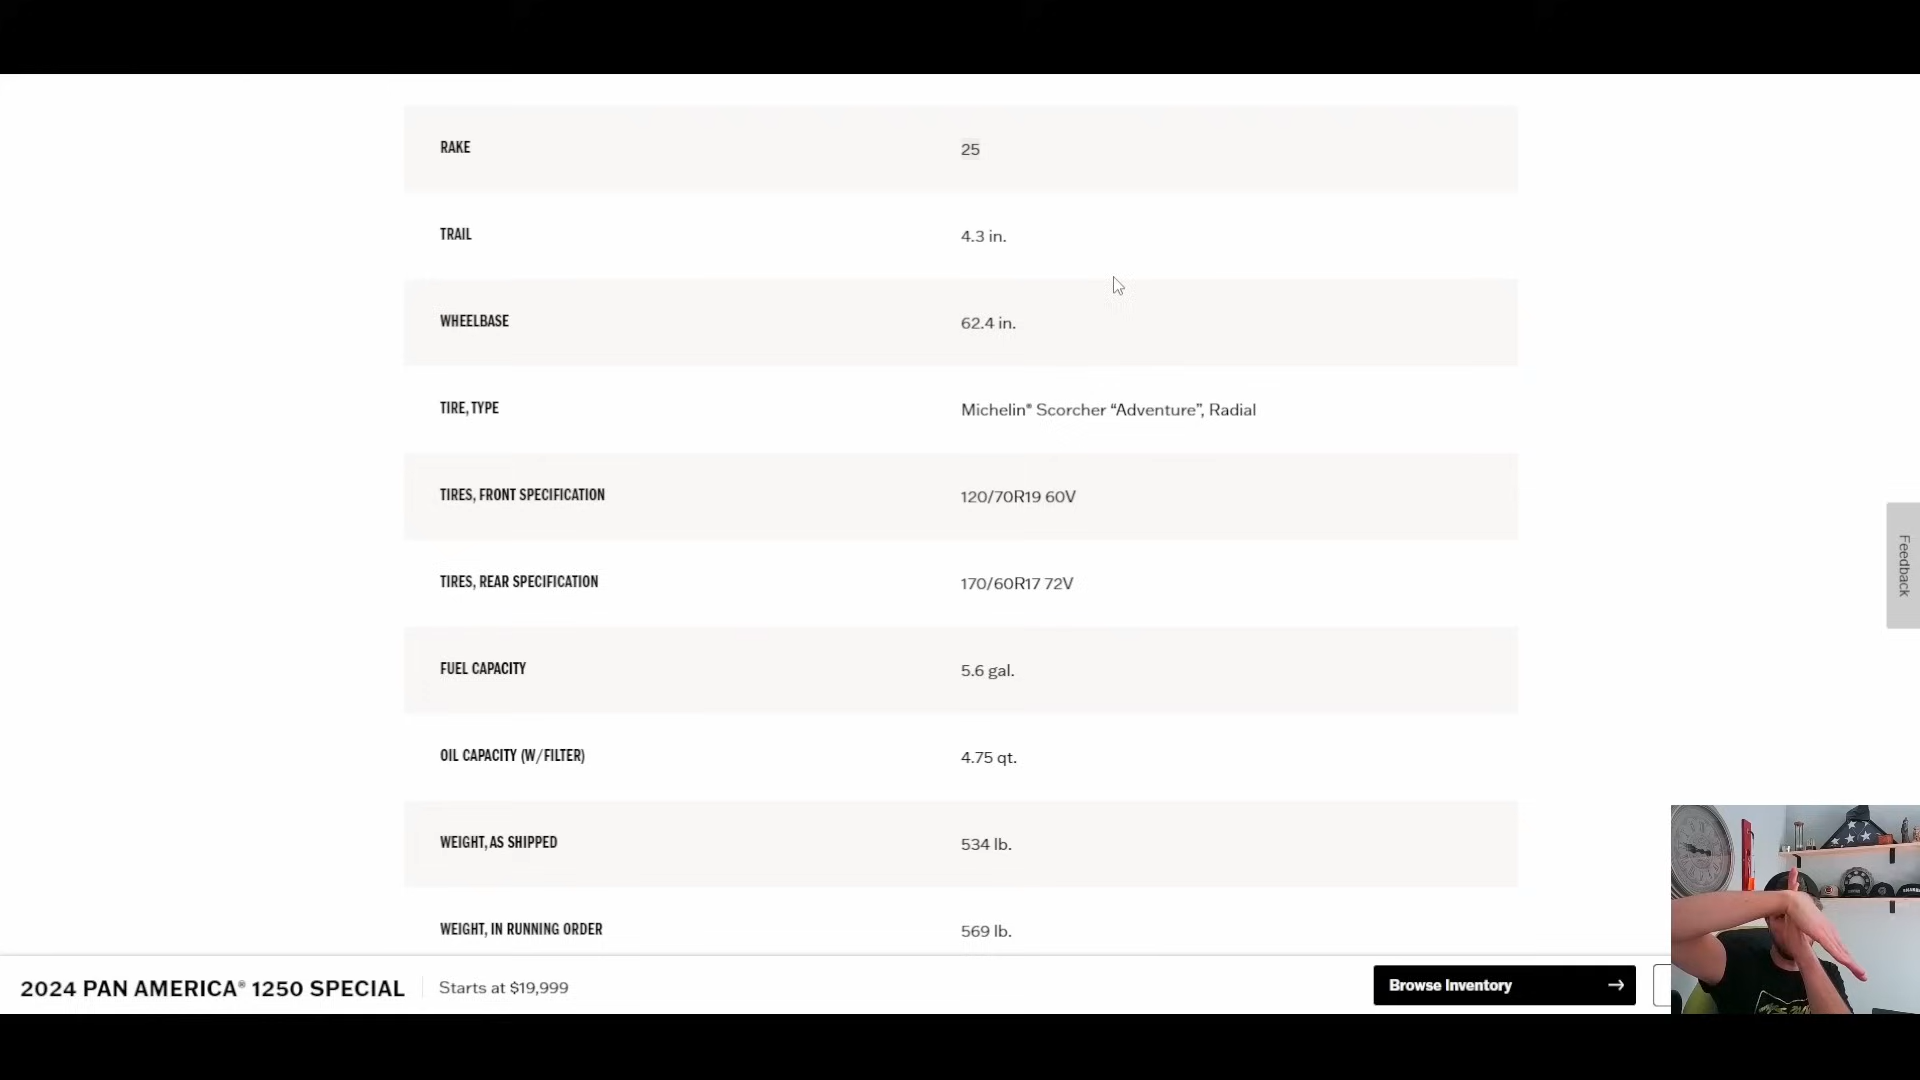 RAKE 25
TRAIL 4.3 in.
WHEELBASE 62.4 in.
TIRE, TYPE Michelin® Scorcher “Adventure”, Radial
TIRES, FRONT SPECIFICATION 120/70R19 60V
TIRES, REAR SPECIFICATION 170/60R17 72V
FUEL CAPACITY 5.6 gal.
OIL CAPACITY (W/FILTER) 4.75 qt.
WEIGHT, AS SHIPPED 534 lb.
WEIGHT, IN RUNNING ORDER 569 lb.
Feedback
2024 PAN AMERICA® 1250 SPECIAL Starts at $19,999 Browse Inventory →